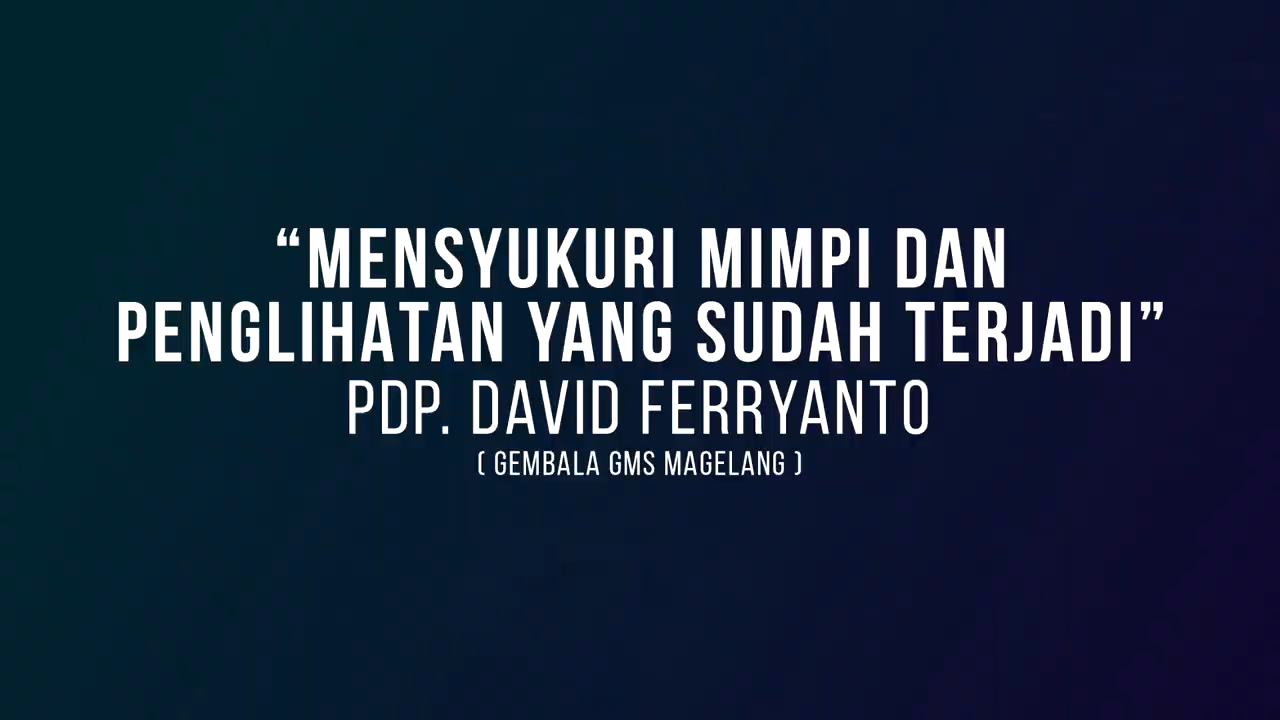 “MENSYUKURI MIMPI DAN
PENGLIHATAN YANG SUDAH TERJADI”
PDP. DAVID FERRYANTO
( GEMBALA GMS MAGELANG )